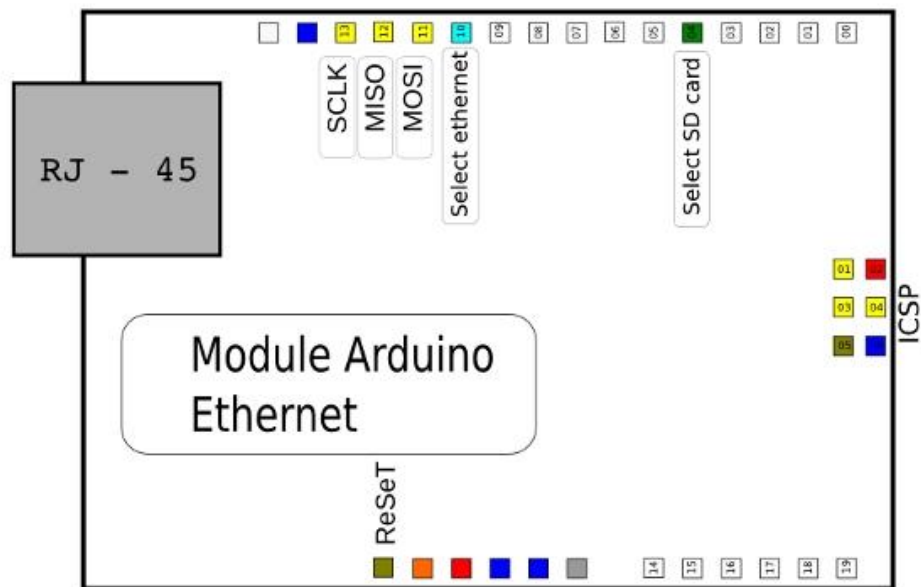 13 12 11 10 09 08 07 06 05 04 03 02 01 00
SCLK
MISO
MOSI
Select ethernet
Select SD card
RJ - 45
01 02
03 04
05
ICSP
Module Arduino
Ethernet
ReSeT
14 15 16 17 18 19